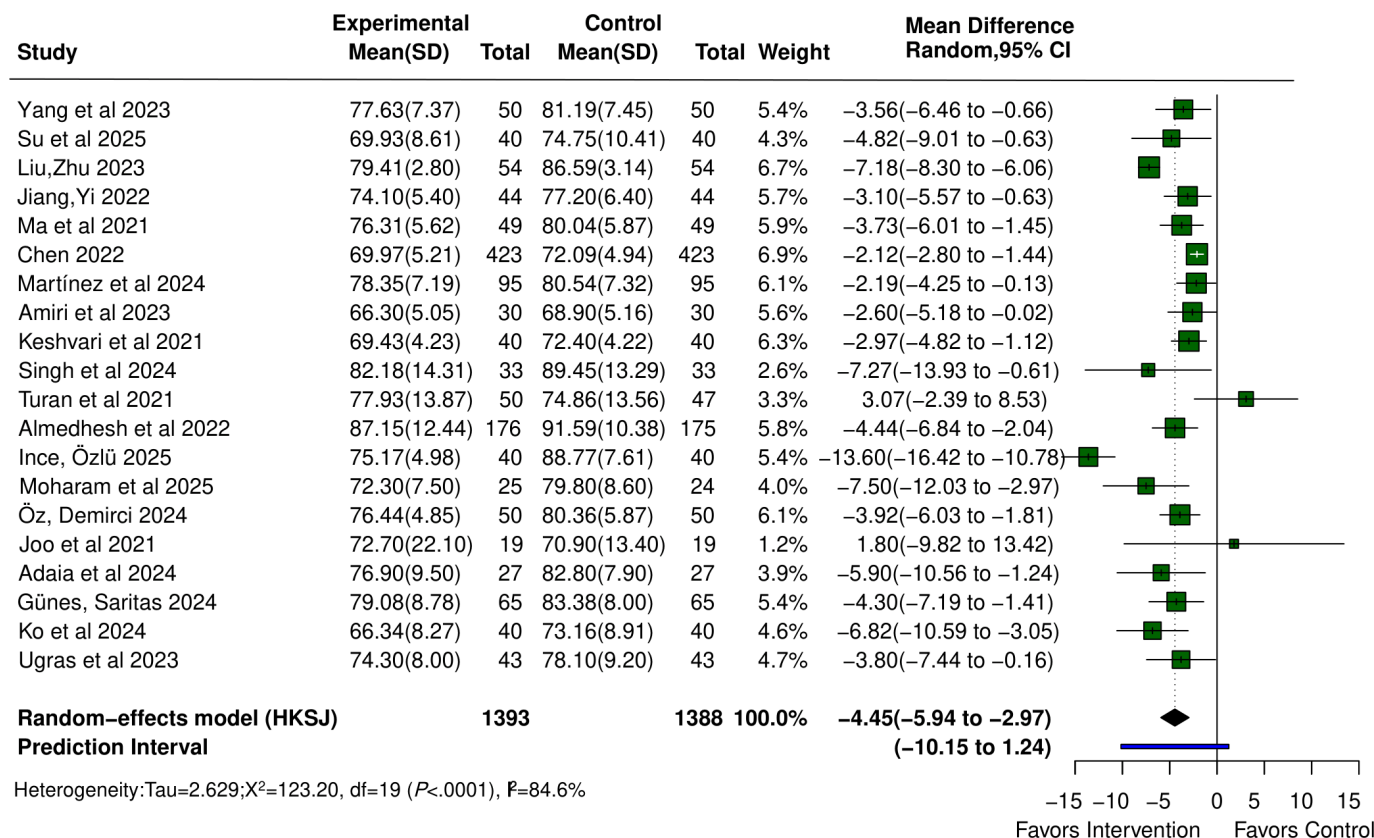 Experimental Control Mean Difference
Study Mean(SD) Total Mean(SD) Total Weight Random,95% CI
Yang et al 2023 77.63(7.37) 50 81.19(7.45) 50 5.4% −3.56(−6.46 to −0.66)
Su et al 2025 69.93(8.61) 40 74.75(10.41) 40 4.3% −4.82(−9.01 to −0.63)
Liu,Zhu 2023 79.41(2.80) 54 86.59(3.14) 54 6.7% −7.18(−8.30 to −6.06)
Jiang,Yi 2022 74.10(5.40) 44 77.20(6.40) 44 5.7% −3.10(−5.57 to −0.63)
Ma et al 2021 76.31(5.62) 49 80.04(5.87) 49 5.9% −3.73(−6.01 to −1.45)
Chen 2022 69.97(5.21) 423 72.09(4.94) 423 6.9% −2.12(−2.80 to −1.44)
Martínez et al 2024 78.35(7.19) 95 80.54(7.32) 95 6.1% −2.19(−4.25 to −0.13)
Amiri et al 2023 66.30(5.05) 30 68.90(5.16) 30 5.6% −2.60(−5.18 to −0.02)
Keshvari et al 2021 69.43(4.23) 40 72.40(4.22) 40 6.3% −2.97(−4.82 to −1.12)
Singh et al 2024 82.18(14.31) 33 89.45(13.29) 33 2.6% −7.27(−13.93 to −0.61)
Turan et al 2021 77.93(13.87) 50 74.86(13.56) 47 3.3% 3.07(−2.39 to 8.53)
Almedhesh et al 2022 87.15(12.44) 176 91.59(10.38) 175 5.8% −4.44(−6.84 to −2.04)
Ince, Özlü 2025 75.17(4.98) 40 88.77(7.61) 40 5.4% −13.60(−16.42 to −10.78)
Moharam et al 2025 72.30(7.50) 25 79.80(8.60) 24 4.0% −7.50(−12.03 to −2.97)
Öz, Demirci 2024 76.44(4.85) 50 80.36(5.87) 50 6.1% −3.92(−6.03 to −1.81)
Joo et al 2021 72.70(22.10) 19 70.90(13.40) 19 1.2% 1.80(−9.82 to 13.42)
Adaia et al 2024 76.90(9.50) 27 82.80(7.90) 27 3.9% −5.90(−10.56 to −1.24)
Günes, Saritas 2024 79.08(8.78) 65 83.38(8.00) 65 5.4% −4.30(−7.19 to −1.41)
Ko et al 2024 66.34(8.27) 40 73.16(8.91) 40 4.6% −6.82(−10.59 to −3.05)
Ugras et al 2023 74.30(8.00) 43 78.10(9.20) 43 4.7% −3.80(−7.44 to −0.16)
Random−effects model (HKSJ) 1393 1388 100.0% −4.45(−5.94 to −2.97)
Prediction Interval (−10.15 to 1.24)
Heterogeneity:Tau=2.629;X²=123.20, df=19 (P<.0001), I²=84.6%
−15 −10 −5 0 5 10 15
Favors Intervention Favors Control